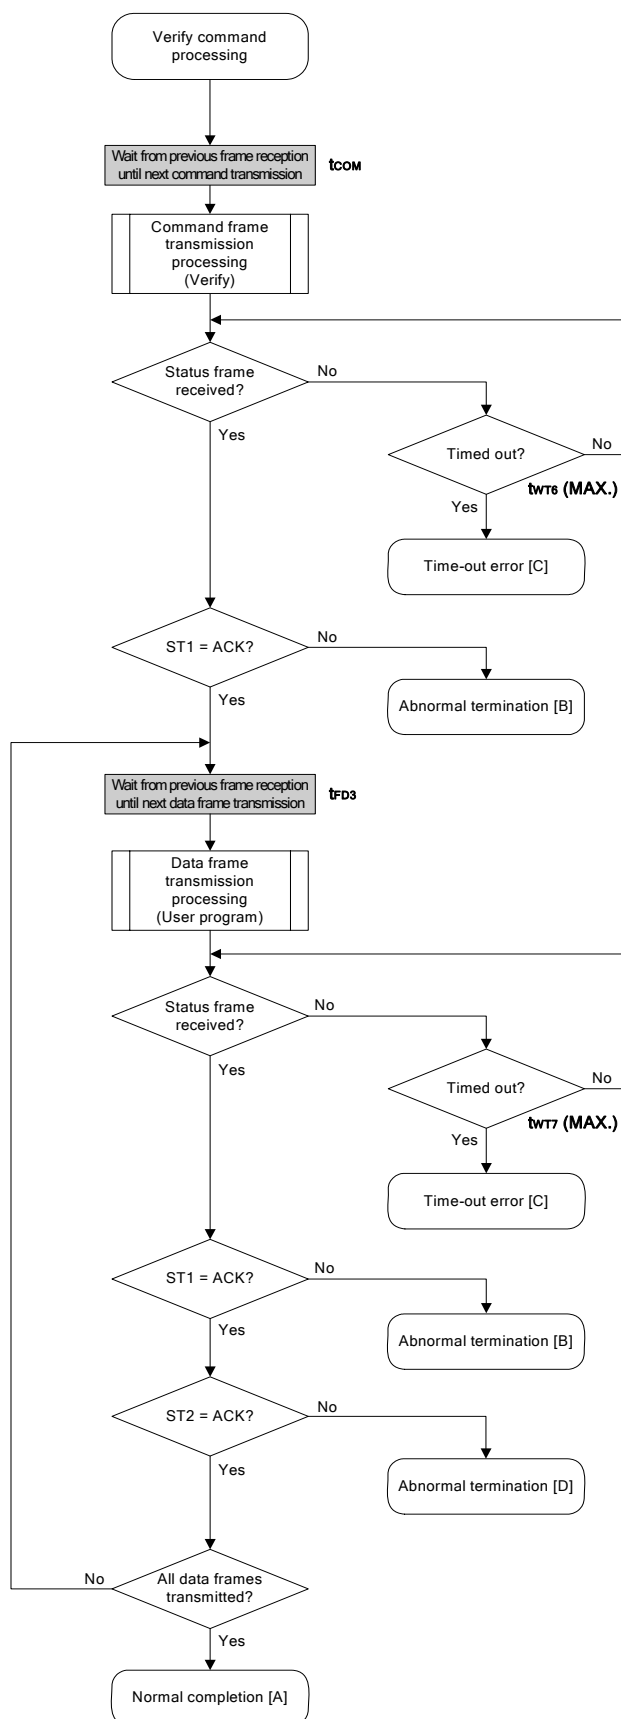 Verify command
processing
Wait from previous frame reception
until next command transmission
tCOM
Command frame
transmission
processing
(Verify)
Status frame
received?
No
Yes
Timed out?
No
tWT6 (MAX.)
Yes
Time-out error [C]
ST1 = ACK?
No
Yes
Abnormal termination [B]
Wait from previous frame reception
until next data frame transmission
tFD3
Data frame
transmission
processing
(User program)
Status frame
received?
No
Yes
Timed out?
No
tWT7 (MAX.)
Yes
Time-out error [C]
ST1 = ACK?
No
Yes
Abnormal termination [B]
ST2 = ACK?
No
Yes
Abnormal termination [D]
No
All data frames
transmitted?
Yes
Normal completion [A]